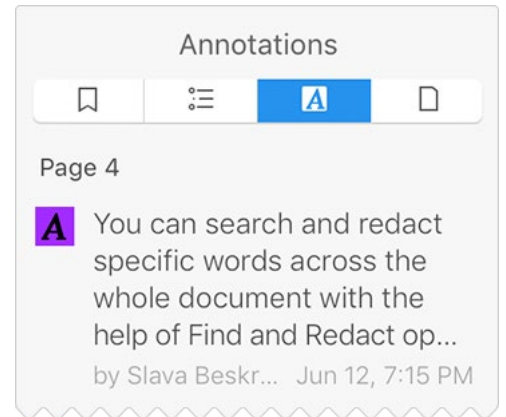 Annotations
A
Page 4
A
You can search and redact
specific words across the
whole document with the
help of Find and Redact op...
by Slava Beskr... Jun 12, 7:15 PM